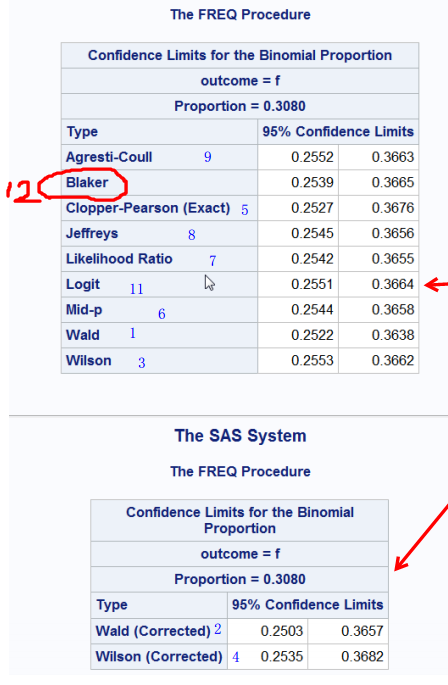 The FREQ Procedure
Confidence Limits for the Binomial Proportion
outcome = f
Proportion = 0.3080
Type 95% Confidence Limits
Agresti-Coull 9 0.2552 0.3663
12 Blaker 0.2539 0.3665
Clopper-Pearson (Exact) 5 0.2527 0.3676
Jeffreys 8 0.2545 0.3656
Likelihood Ratio 7 0.2542 0.3655
Logit 11 0.2551 0.3664
Mid-p 6 0.2544 0.3658
Wald 1 0.2522 0.3638
Wilson 3 0.2553 0.3662
The SAS System
The FREQ Procedure
Confidence Limits for the Binomial
Proportion
outcome = f
Proportion = 0.3080
Type 95% Confidence Limits
Wald (Corrected) 2 0.2503 0.3657
Wilson (Corrected) 4 0.2535 0.3682